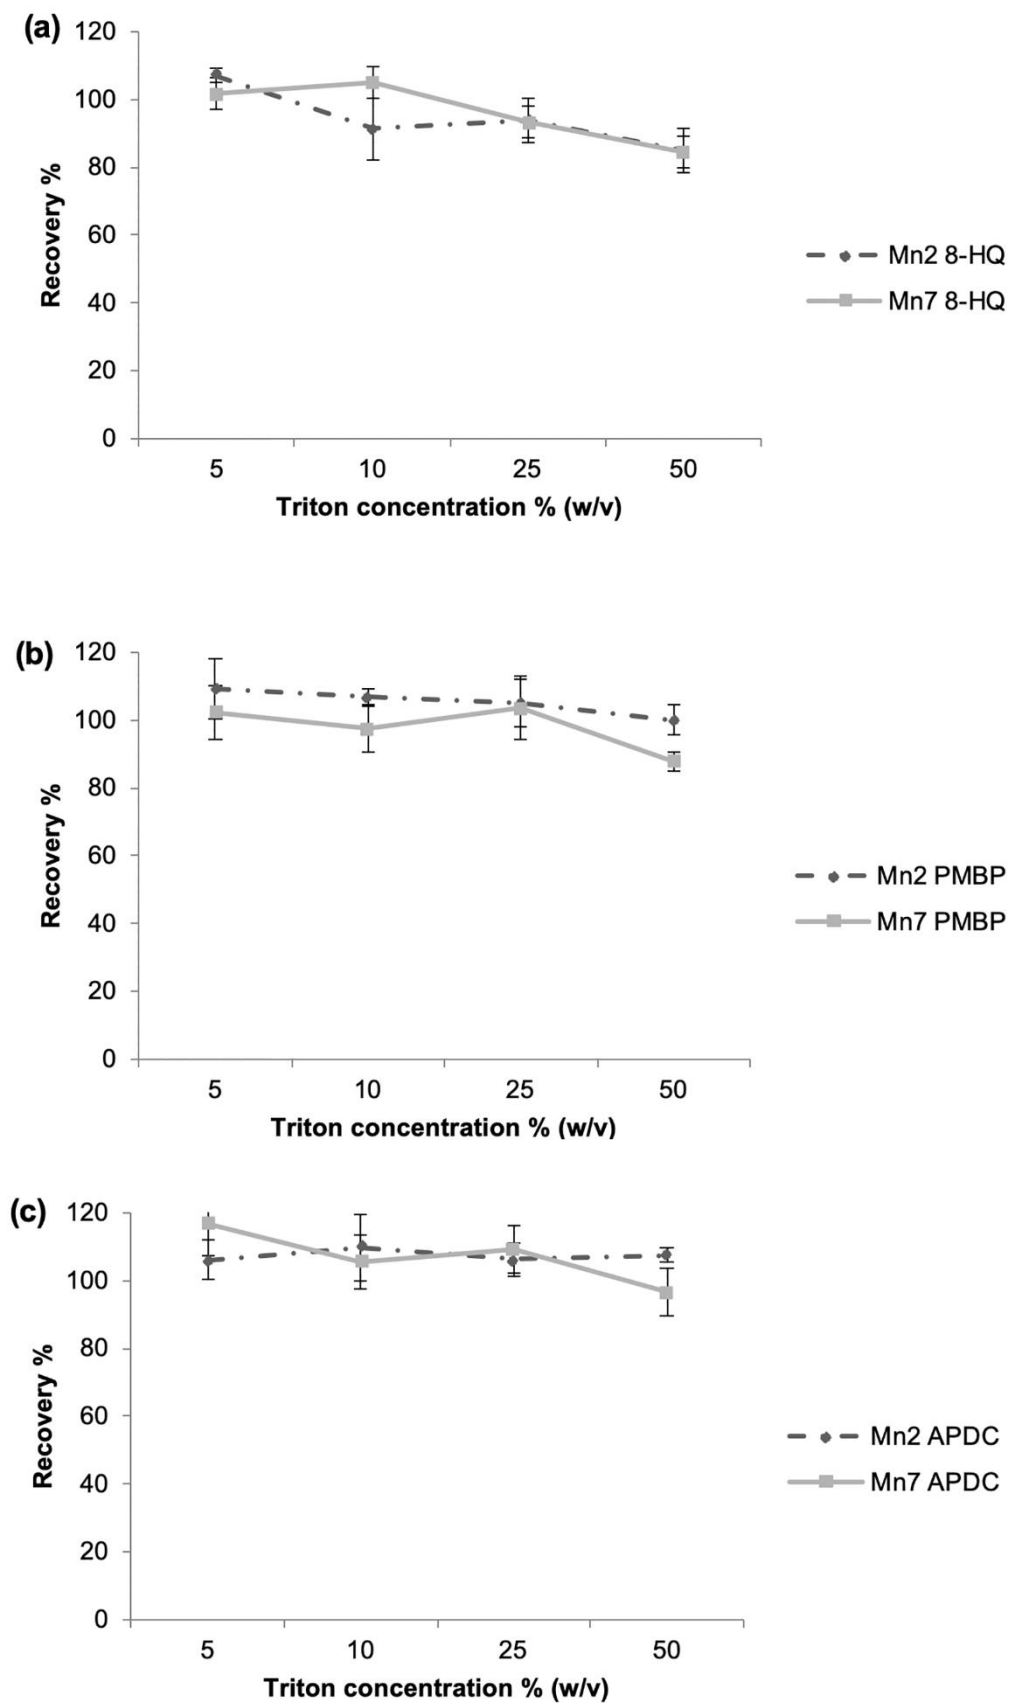 (a)
120
100
80
60
40
20
0
Recovery %
5 10 25 50
Triton concentration % (w/v)
Mn2 8-HQ
Mn7 8-HQ
(b)
120
100
80
60
40
20
0
Recovery %
5 10 25 50
Triton concentration % (w/v)
Mn2 PMBP
Mn7 PMBP
(c)
120
100
80
60
40
20
0
Recovery %
5 10 25 50
Triton concentration % (w/v)
Mn2 APDC
Mn7 APDC